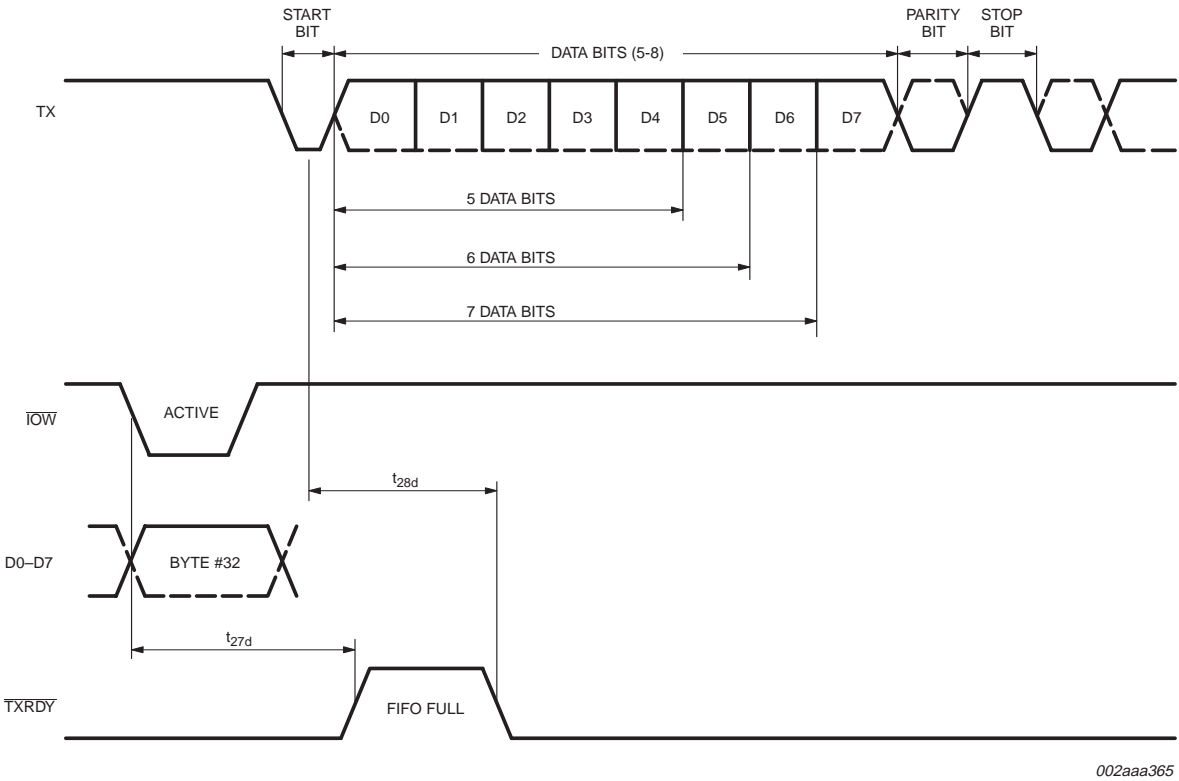 START BIT
DATA BITS (5-8)
PARITY BIT
STOP BIT
TX
D0 D1 D2 D3 D4 D5 D6 D7
5 DATA BITS
6 DATA BITS
7 DATA BITS
IOW
ACTIVE
t28d
D0–D7
BYTE #32
t27d
TXRDY
FIFO FULL
002aaa365